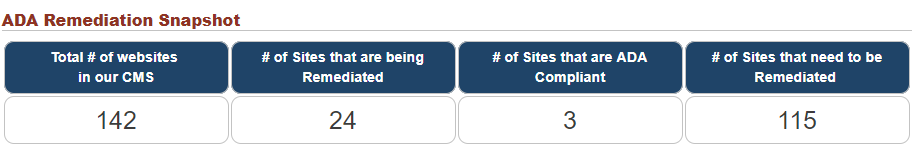 ADA Remediation Snapshot
Total # of websites
in our CMS
# of Sites that are being
Remediated
# of Sites that are ADA
Compliant
# of Sites that need to be
Remediated
142
24
3
115